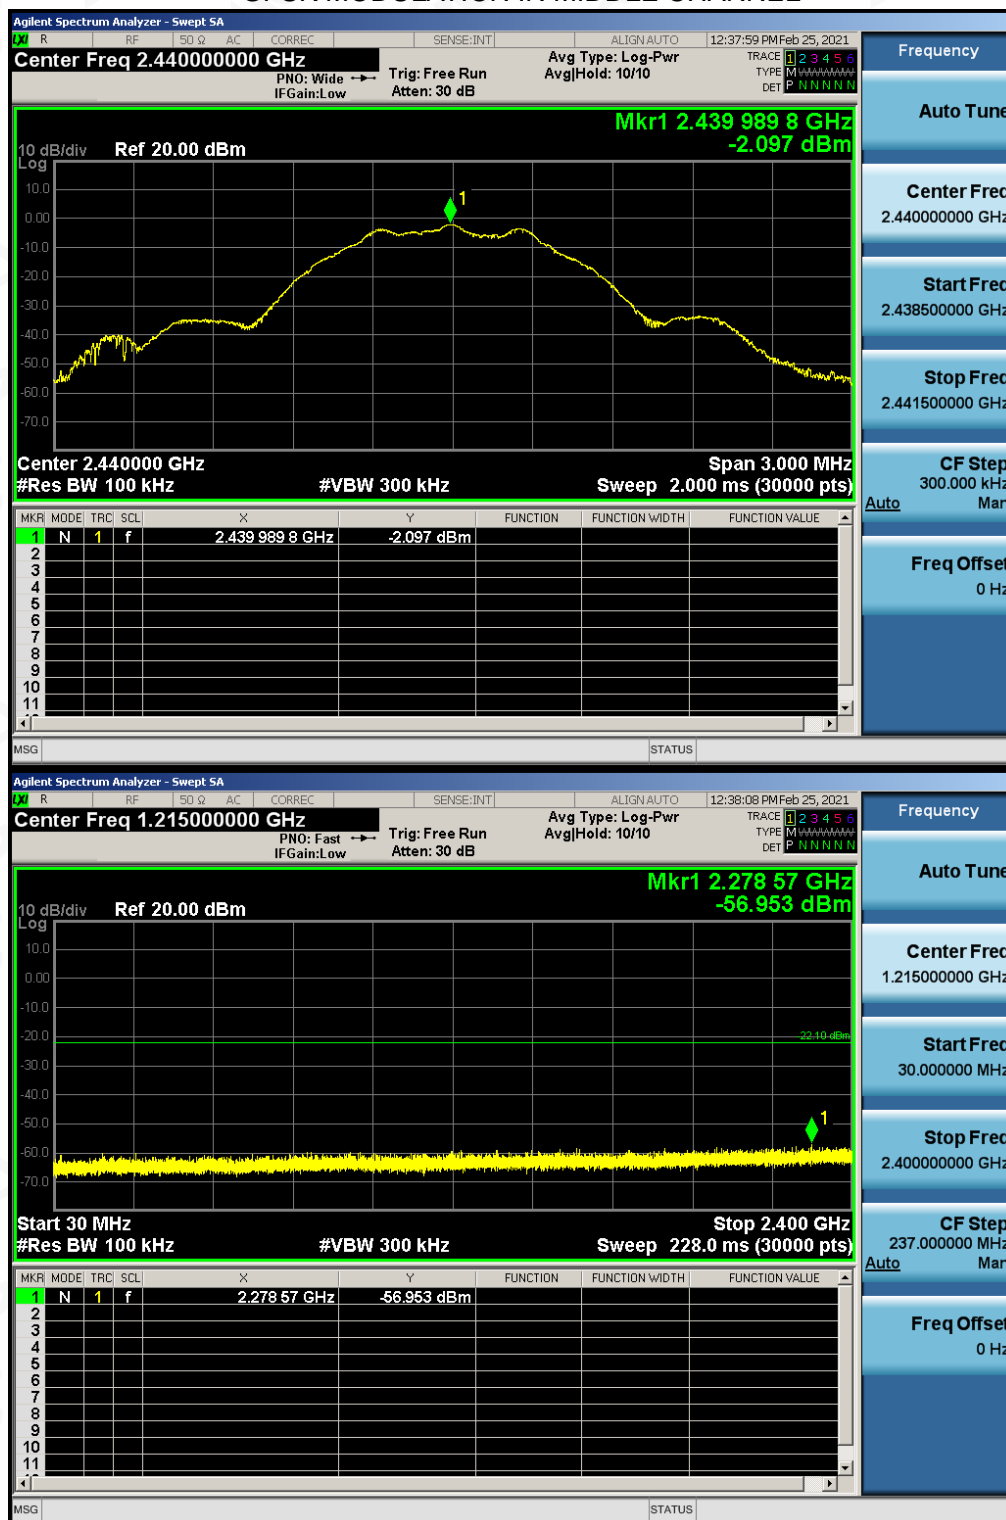 GFSK MODULATION IN MIDDLE CHANNEL
Agilent Spectrum Analyzer - Swept SA
LXI R RF 50 Ω AC CORREC SENSE:INT ALIGN AUTO 12:37:59 PM Feb 25, 2021
Center Freq 2.440000000 GHz
PNO: Wide
IFGain:Low
Trig: Free Run
Atten: 30 dB
Avg Type: Log-Pwr
Avg|Hold: 10/10
TRACE 1 2 3 4 5 6
TYPE M WWWWW
DET P N N N N N
Mkr1 2.439 989 8 GHz
-2.097 dBm
10 dB/div Ref 20.00 dBm
Log
10.0
0.00
-10.0
-20.0
-30.0
-40.0
-50.0
-60.0
-70.0
1
Center 2.440000 GHz Span 3.000 MHz
#Res BW 100 kHz #VBW 300 kHz Sweep 2.000 ms (30000 pts)
MKR MODE TRC SCL X Y FUNCTION FUNCTION WIDTH FUNCTION VALUE
1 N 1 f 2.439 989 8 GHz -2.097 dBm
2
3
4
5
6
7
8
9
10
11
MSG STATUS
Frequency
Auto Tune
Center Freq
2.440000000 GHz
Start Freq
2.438500000 GHz
Stop Freq
2.441500000 GHz
CF Step
300.000 kHz
Auto Man
Freq Offset
0 Hz
Agilent Spectrum Analyzer - Swept SA
LXI R RF 50 Ω AC CORREC SENSE:INT ALIGN AUTO 12:38:08 PM Feb 25, 2021
Center Freq 1.215000000 GHz
PNO: Fast
IFGain:Low
Trig: Free Run
Atten: 30 dB
Avg Type: Log-Pwr
Avg|Hold: 10/10
TRACE 1 2 3 4 5 6
TYPE M WWWWW
DET P N N N N N
Mkr1 2.278 57 GHz
-56.953 dBm
10 dB/div Ref 20.00 dBm
Log
10.0
0.00
-10.0
-20.0
-30.0
-40.0
-50.0
-60.0
-70.0
-22.10 dBm
1
Start 30 MHz Stop 2.400 GHz
#Res BW 100 kHz #VBW 300 kHz Sweep 228.0 ms (30000 pts)
MKR MODE TRC SCL X Y FUNCTION FUNCTION WIDTH FUNCTION VALUE
1 N 1 f 2.278 57 GHz -56.953 dBm
2
3
4
5
6
7
8
9
10
11
MSG STATUS
Frequency
Auto Tune
Center Freq
1.215000000 GHz
Start Freq
30.000000 MHz
Stop Freq
2.400000000 GHz
CF Step
237.000000 MHz
Auto Man
Freq Offset
0 Hz